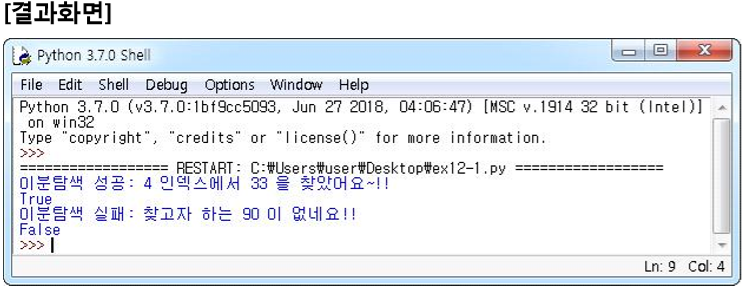 [결과화면]
Python 3.7.0 Shell
File Edit Shell Debug Options Window Help
Python 3.7.0 (v3.7.0:1bf9cc5093, Jun 27 2018, 04:06:47) [MSC v.1914 32 bit (Intel)]
on win32
Type "copyright", "credits" or "license()" for more information.
>>>
================== RESTART: C:₩Users₩user₩Desktop₩ex12-1.py ==================
이분탐색 성공: 4 인덱스에서 33 을 찾았어요~!!
True
이분탐색 실패: 찾고자 하는 90 이 없네요!!
False
>>>
Ln: 9 Col: 4